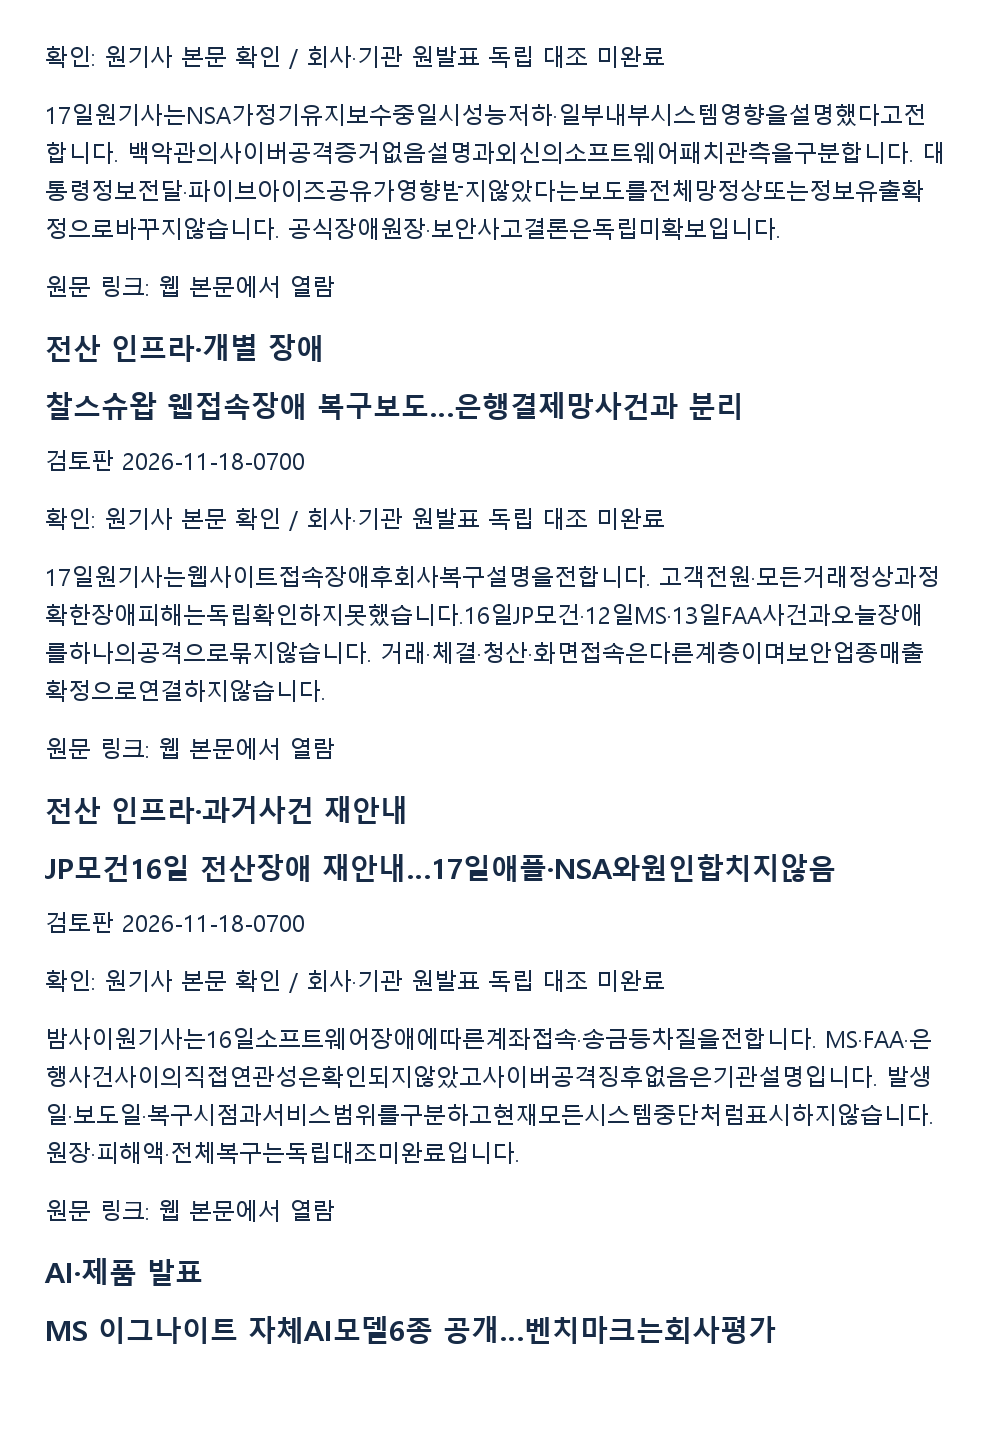 확인: 원기사 본문 확인 / 회사·기관 원발표 독립 대조 미완료
17일원기사는NSA가정기유지보수중일시성능저하·일부내부시스템영향을설명했다고전
합니다. 백악관의사이버공격증거없음설명과외신의소프트웨어패치관측을구분합니다. 대
통령정보전달·파이브아이즈공유가영향받지않았다는보도를전체망정상또는정보유출확
정으로바꾸지않습니다. 공식장애원장·보안사고결론은독립미확보입니다.
원문 링크: 웹 본문에서 열람
전산 인프라·개별 장애
찰스슈왑 웹접속장애 복구보도...은행결제망사건과 분리
검토판 2026-11-18-0700
확인: 원기사 본문 확인 / 회사·기관 원발표 독립 대조 미완료
17일원기사는웹사이트접속장애후회사복구설명을전합니다. 고객전원·모든거래정상과정
확한장애피해는독립확인하지못했습니다.16일JP모건·12일MS·13일FAA사건과오늘장애
를하나의공격으로묶지않습니다. 거래·체결·청산·화면접속은다른계층이며보안업종매출
확정으로연결하지않습니다.
원문 링크: 웹 본문에서 열람
전산 인프라·과거사건 재안내
JP모건16일 전산장애 재안내...17일애플·NSA와원인합치지않음
검토판 2026-11-18-0700
확인: 원기사 본문 확인 / 회사·기관 원발표 독립 대조 미완료
밤사이원기사는16일소프트웨어장애에따른계좌접속·송금등차질을전합니다. MS·FAA·은
행사건사이의직접연관성은확인되지않았고사이버공격징후없음은기관설명입니다. 발생
일·보도일·복구시점과서비스범위를구분하고현재모든시스템중단처럼표시하지않습니다.
원장·피해액·전체복구는독립대조미완료입니다.
원문 링크: 웹 본문에서 열람
AI·제품 발표
MS 이그나이트 자체AI모델6종 공개...벤치마크는회사평가